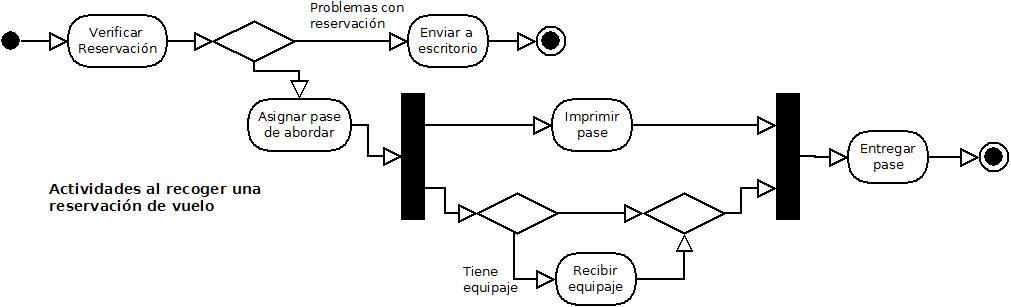 Problemas con
reservación
Verificar
Reservación
Enviar a
escritorio
Asignar pase
de abordar
Imprimir
pase
Entregar
pase
Actividades al recoger una
reservación de vuelo
Tiene
equipaje
Recibir
equipaje